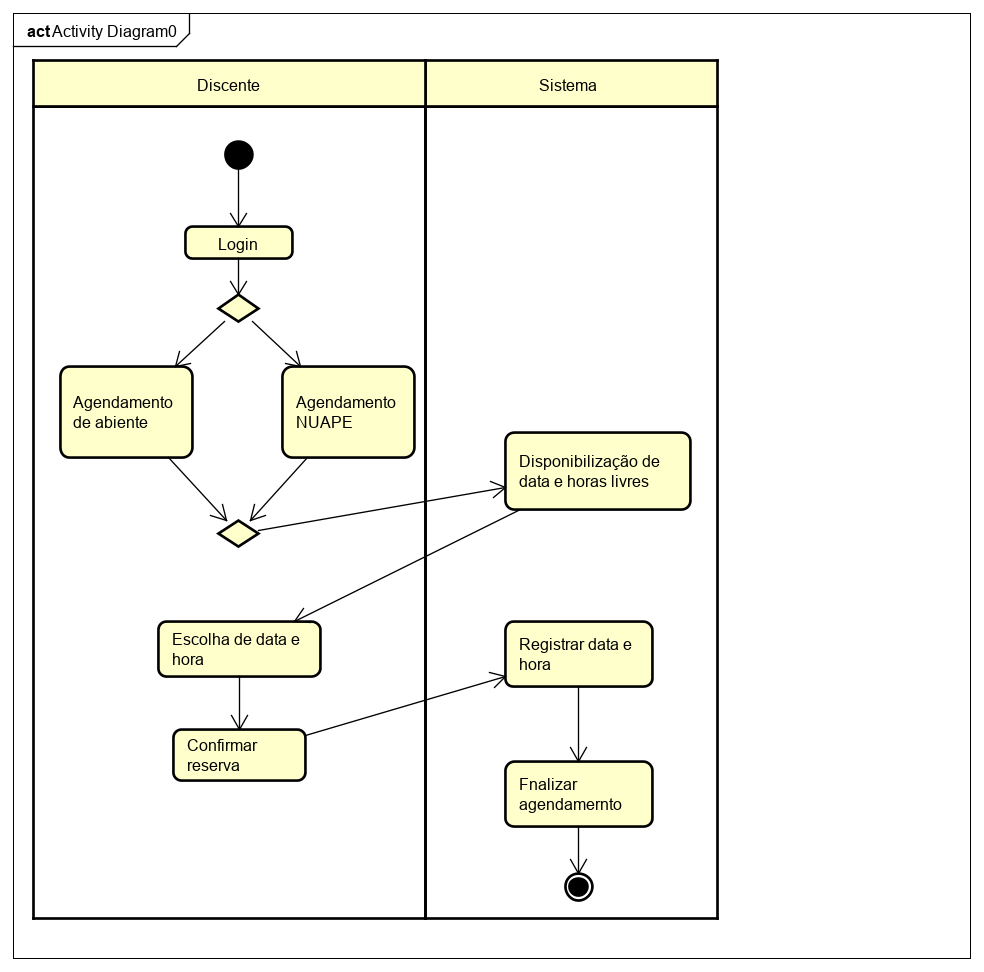 act Activity Diagram0
Discente
Sistema
Login
Agendamento
de abiente
Agendamento
NUAPE
Disponibilização de
data e horas livres
Escolha de data e
hora
Registrar data e
hora
Confirmar
reserva
Fnalizar
agendamernto